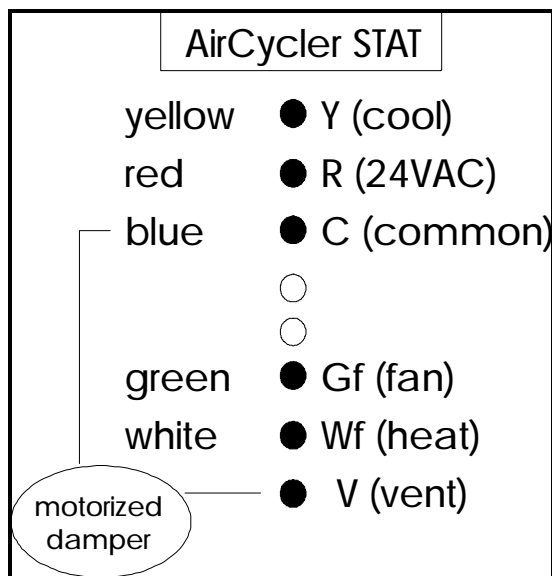 AirCycler STAT
yellow Y (cool)
red R (24VAC)
blue C (common)
green Gf (fan)
white Wf (heat)
V (vent)
motorized
damper